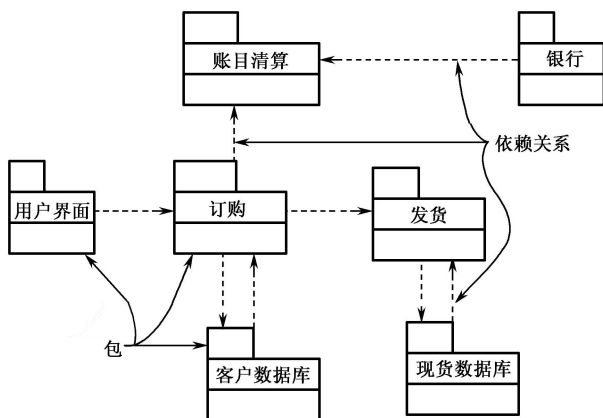 账目清算
银行
依赖关系
用户界面
订购
发货
包
客户数据库
现货数据库